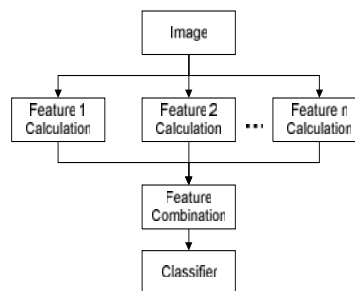 Image
Feature 1
Calculation
Feature 2
Calculation
...
Feature n
Calculation
Feature
Combination
Classifier